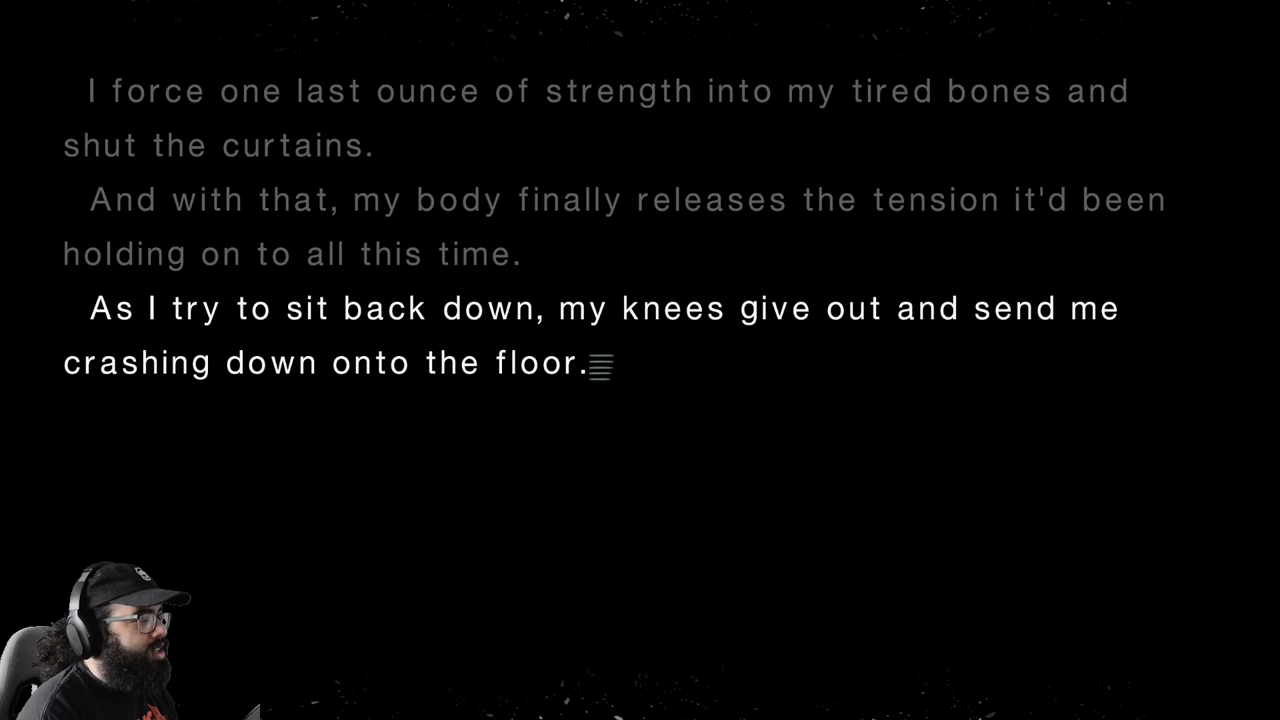 I force one last ounce of strength into my tired bones and
shut the curtains.
And with that, my body finally releases the tension it'd been
holding on to all this time.
As I try to sit back down, my knees give out and send me
crashing down onto the floor.